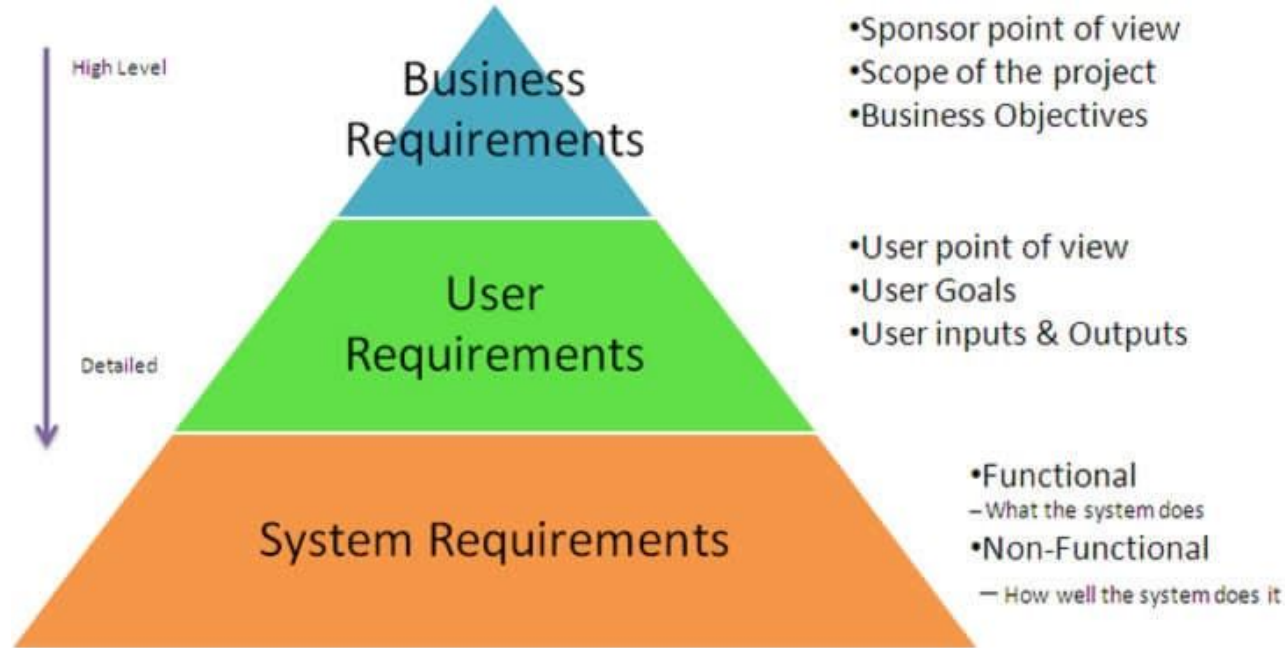 High Level
Detailed
Business
Requirements
•Sponsor point of view
•Scope of the project
•Business Objectives
User
Requirements
•User point of view
•User Goals
•User inputs & Outputs
System Requirements
•Functional
–What the system does
•Non-Functional
— How well the system does it